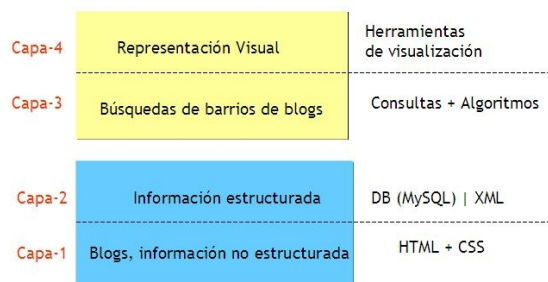 Capa-4
Representación Visual
Herramientas
de visualización
Capa-3
Búsquedas de barrios de blogs
Consultas + Algoritmos
Capa-2
Información estructurada
DB (MySQL) | XML
Capa-1
Blogs, información no estructurada
HTML + CSS